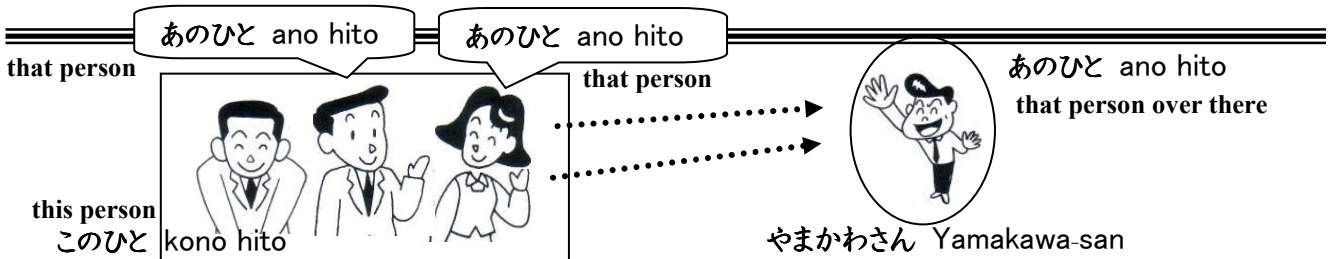 あのひと ano hito
あのひと ano hito
that person
that person
あのひと ano hito
that person over there
this person
このひと kono hito
やまかわさん Yamakawa-san